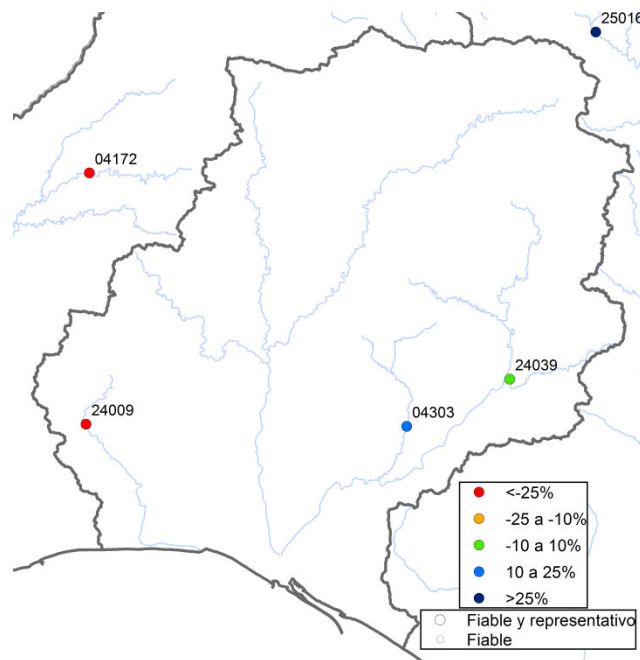 25016
04172
24039
24009
04303
<-25%
-25 a -10%
-10 a 10%
10 a 25%
>25%
Fiable y representativo
Fiable